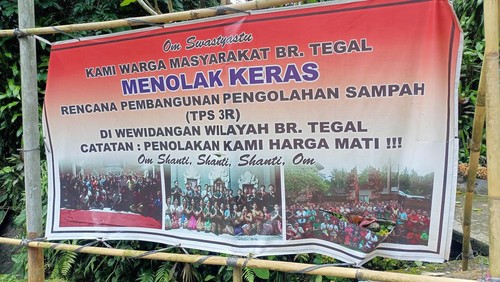 Om Swastyastu
KAMI WARGA MASYARAKAT BR. TEGAL
MENOLAK KERAS
RENCANA PEMBANGUNAN PENGOLAHAN SAMPAH
(TPS 3R)
DI WEWIDANGAN WILAYAH BR. TEGAL
CATATAN : PENOLAKAN KAMI HARGA MATI !!!
Om Shanti, Shanti, Shanti, Om